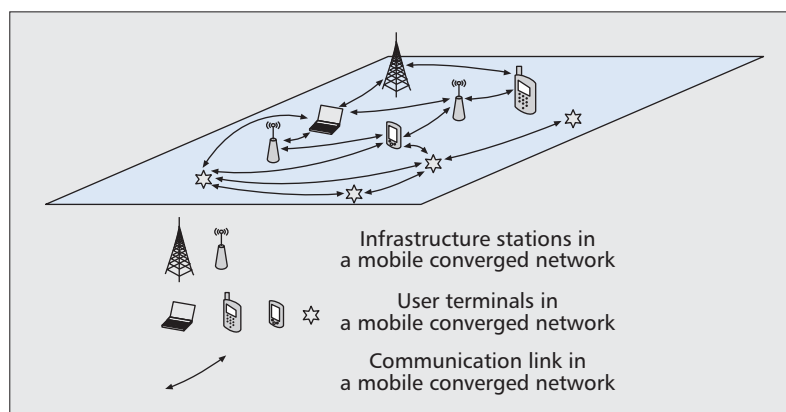 Infrastructure stations in
a mobile converged network
User terminals in
a mobile converged network
Communication link in
a mobile converged network